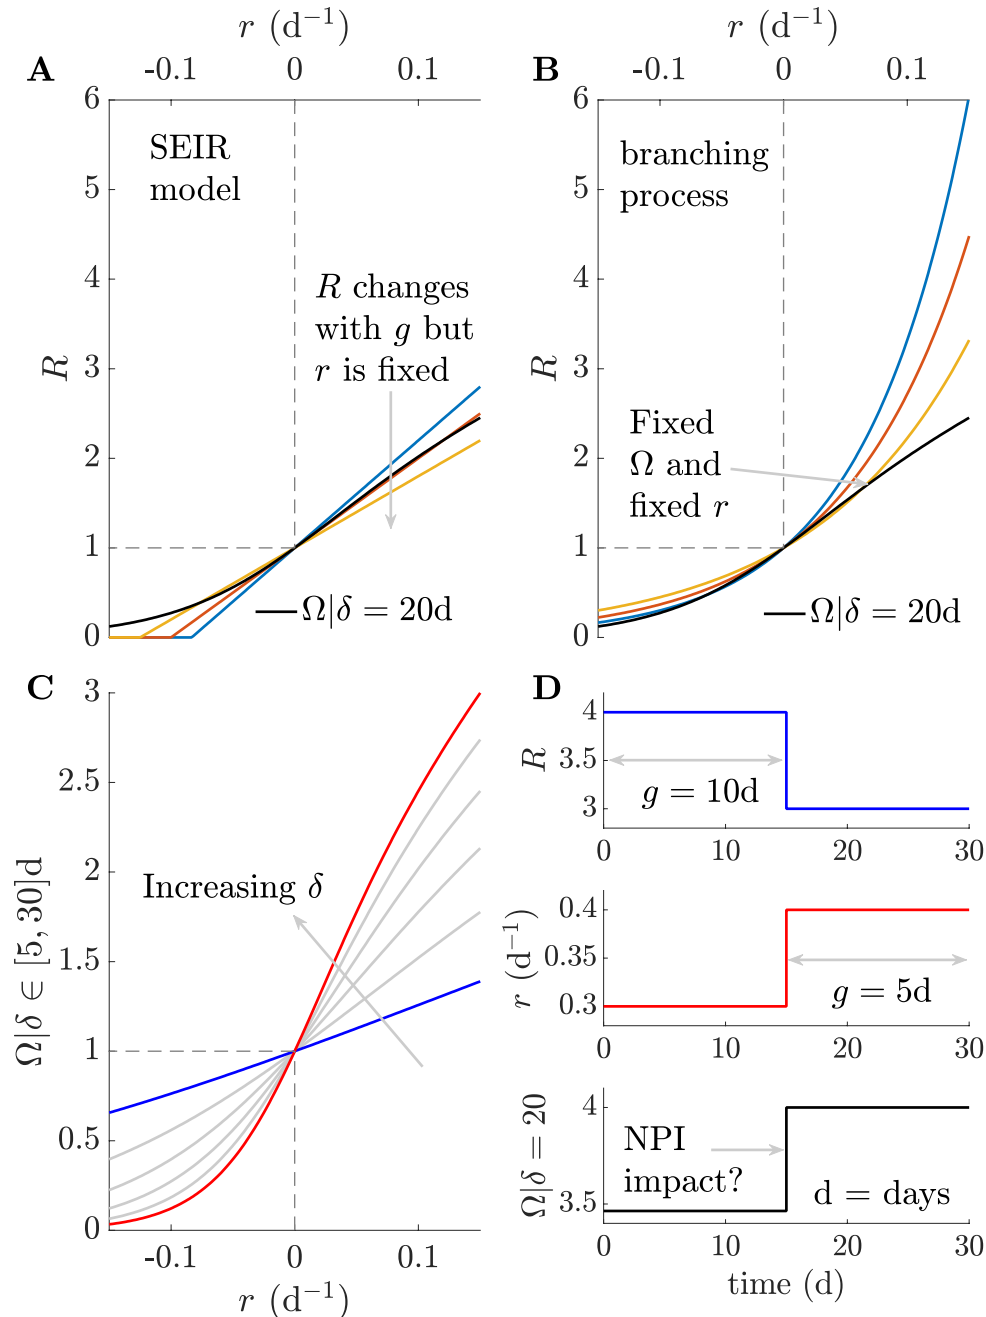 r (d⁻¹)
-0.1 0 0.1
A
6
5
4
3
2
1
0
R
SEIR
model
R changes
with g but
r is fixed
Ω|δ = 20d
r (d⁻¹)
-0.1 0 0.1
B
6
5
4
3
2
1
0
R
branching
process
Fixed
Ω and
fixed r
Ω|δ = 20d
C
3
2.5
2
1.5
1
0.5
0
Ω|δ ∈ [5, 30]d
Increasing δ
-0.1 0 0.1
r (d⁻¹)
D
4
3.5
3
R
g = 10d
0 10 20 30
0.4
0.35
0.3
r (d⁻¹)
g = 5d
0 10 20 30
4
3.5
Ω|δ = 20
NPI
impact?
d = days
0 10 20 30
time (d)